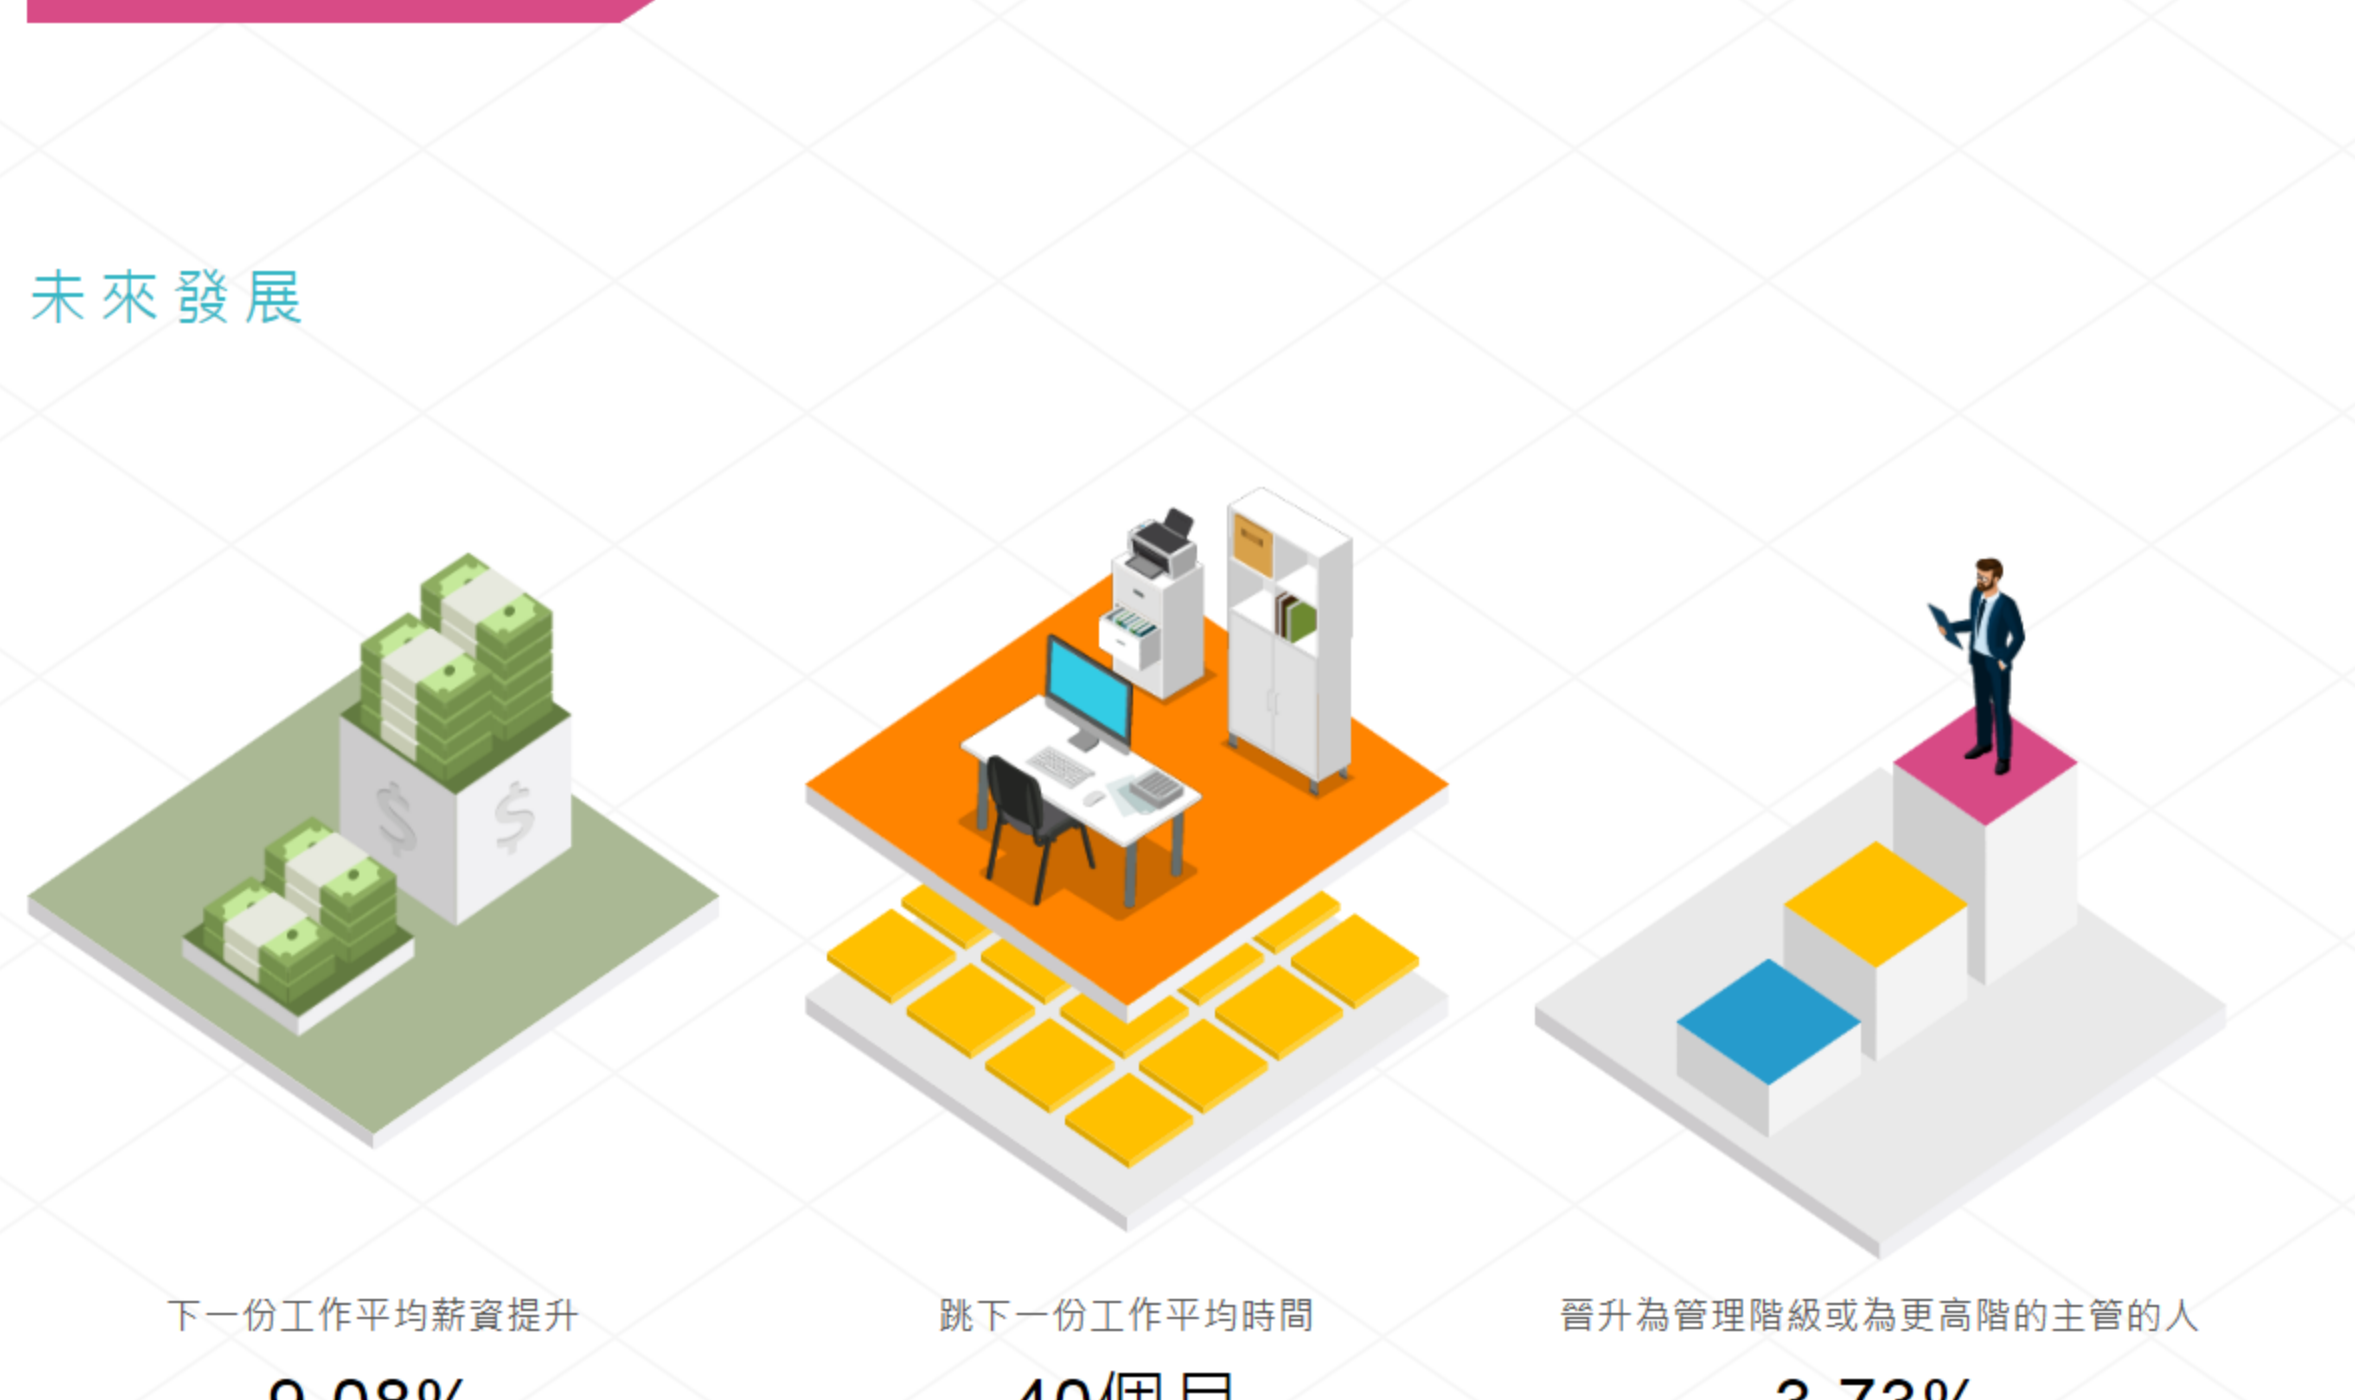 未來發展
下一份工作平均薪資提升
跳下一份工作平均時間
晉升為管理階級或為更高階的主管的人
$ $